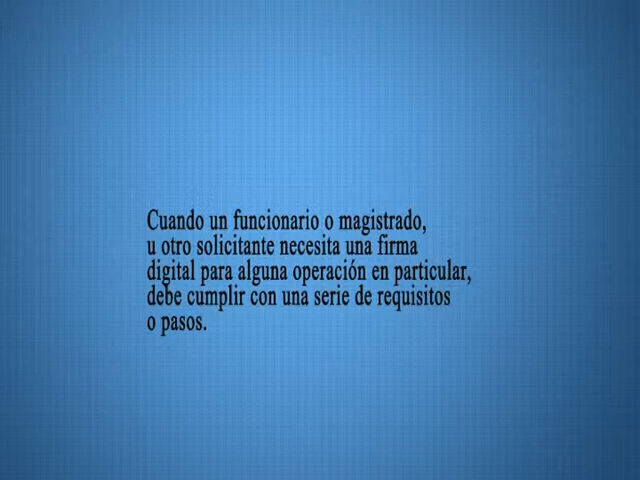 Cuando un funcionario o magistrado,
u otro solicitante necesita una firma
digital para alguna operación en particular,
debe cumplir con una serie de requisitos
o pasos.